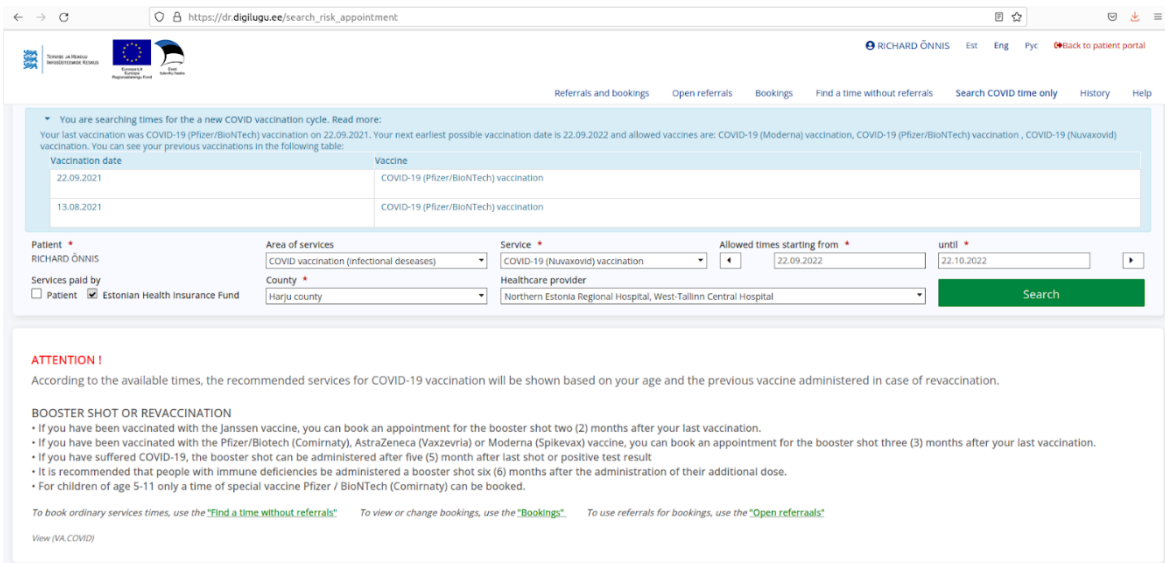 https://dr.digilugu.ee/search_risk_appointment
TERVISE JA HEAOLU
INFOSÜSTEEMIDE KESKUS
Euroopa Liit
Euroopa
Regionaalarengu Fond
Eesti
tuleviku heaks
RICHARD ÕNNIS Est Eng Рус Back to patient portal
Referrals and bookings Open referrals Bookings Find a time without referrals Search COVID time only History Help
You are searching times for the a new COVID vaccination cycle. Read more:
Your last vaccination was COVID-19 (Pfizer/BioNTech) vaccination on 22.09.2021. Your next earliest possible vaccination date is 22.09.2022 and allowed vaccines are: COVID-19 (Moderna) vaccination, COVID-19 (Pfizer/BioNTech) vaccination , COVID-19 (Nuvaxovid)
vaccination. You can see your previous vaccinations in the following table:
Vaccination date Vaccine
22.09.2021 COVID-19 (Pfizer/BioNTech) vaccination
13.08.2021 COVID-19 (Pfizer/BioNTech) vaccination
Patient * Area of services Service * Allowed times starting from * until *
RICHARD ÕNNIS COVID vaccination (infectional deseases) COVID-19 (Nuvaxovid) vaccination 22.09.2022 22.10.2022
Services paid by County * Healthcare provider
Patient Estonian Health Insurance Fund Harju county Northern Estonia Regional Hospital, West-Tallinn Central Hospital Search
ATTENTION !
According to the available times, the recommended services for COVID-19 vaccination will be shown based on your age and the previous vaccine administered in case of revaccination.
BOOSTER SHOT OR REVACCINATION
• If you have been vaccinated with the Janssen vaccine, you can book an appointment for the booster shot two (2) months after your last vaccination.
• If you have been vaccinated with the Pfizer/Biotech (Comirnaty), AstraZeneca (Vaxzevria) or Moderna (Spikevax) vaccine, you can book an appointment for the booster shot three (3) months after your last vaccination.
• If you have suffered COVID-19, the booster shot can be administered after five (5) month after last shot or positive test result
• It is recommended that people with immune deficiencies be administered a booster shot six (6) months after the administration of their additional dose.
• For children of age 5-11 only a time of special vaccine Pfizer / BioNTech (Comirnaty) can be booked.
To book ordinary services times, use the "Find a time without referrals" To view or change bookings, use the "Bookings" To use referrals for bookings, use the "Open referraals"
View (VA.COVID)